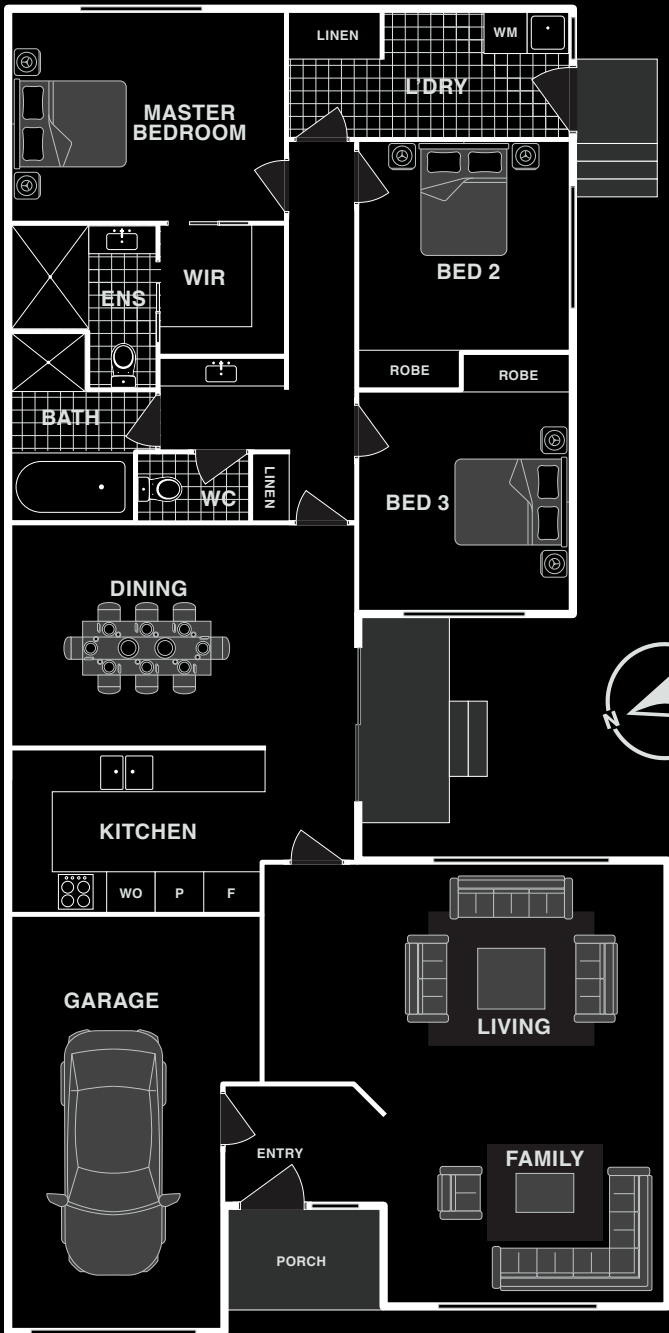 LINEN
WM
L'DRY
MASTER
BEDROOM
BED 2
WIR
ENS
ROBE
ROBE
BATH
LINEN
WC
BED 3
DINING
N
KITCHEN
WO
P
F
GARAGE
LIVING
ENTRY
FAMILY
PORCH